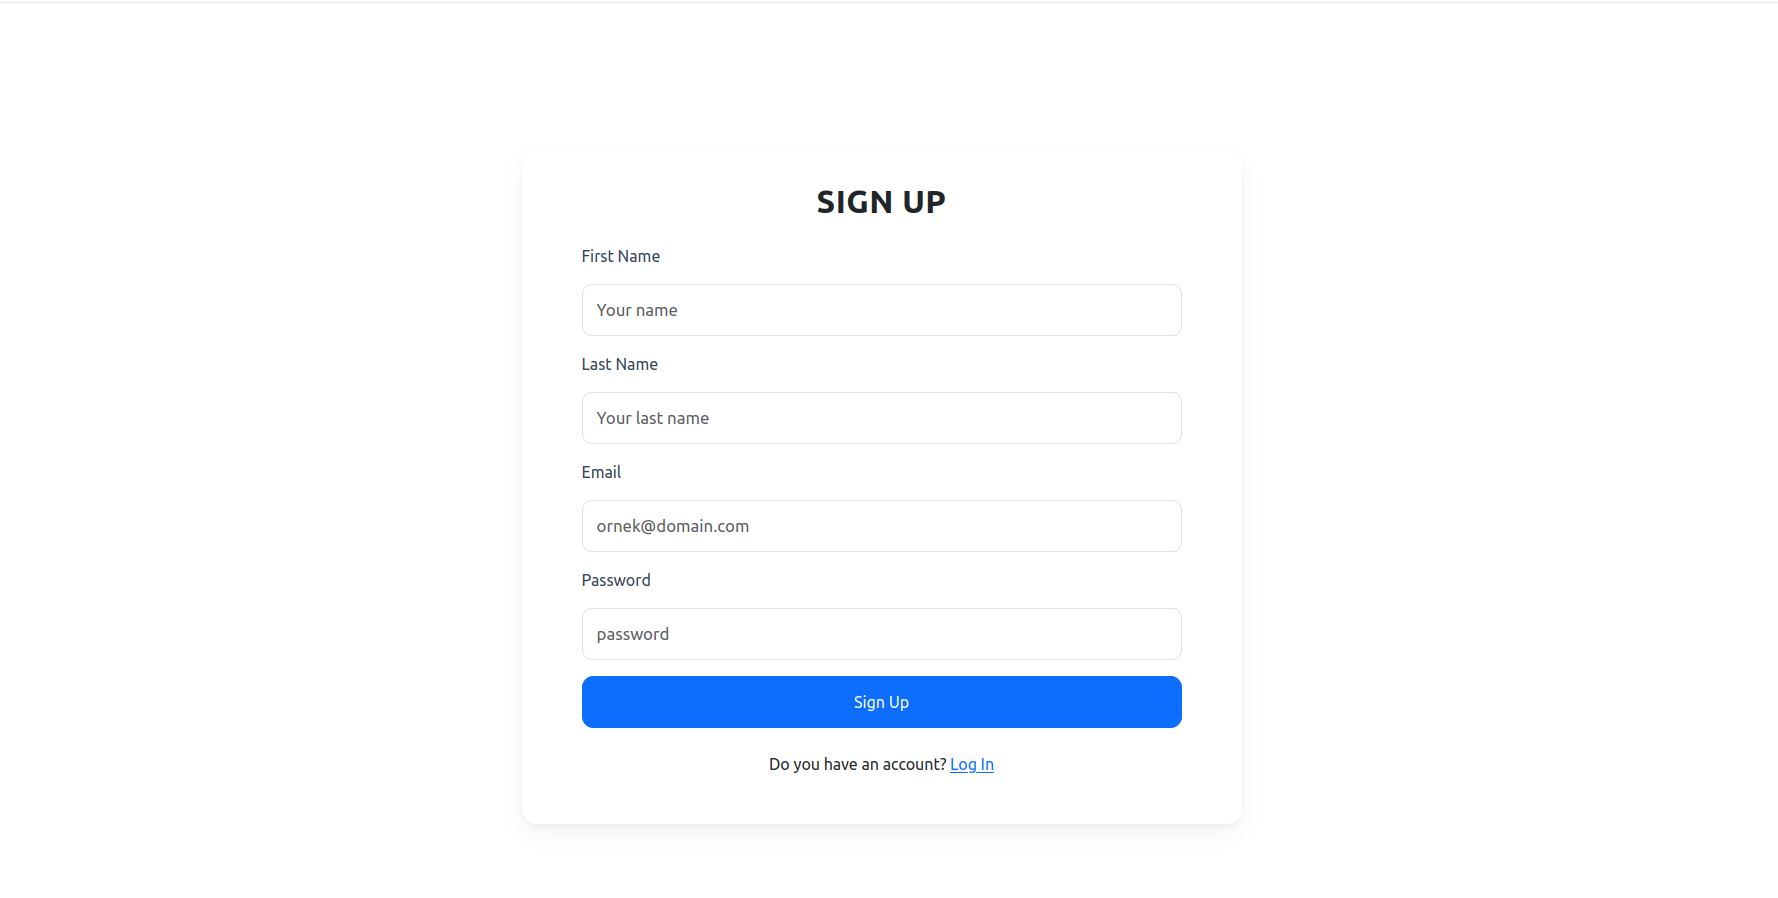 SIGN UP
First Name
Your name
Last Name
Your last name
Email
ornek@domain.com
Password
password
Sign Up
Do you have an account? Log In